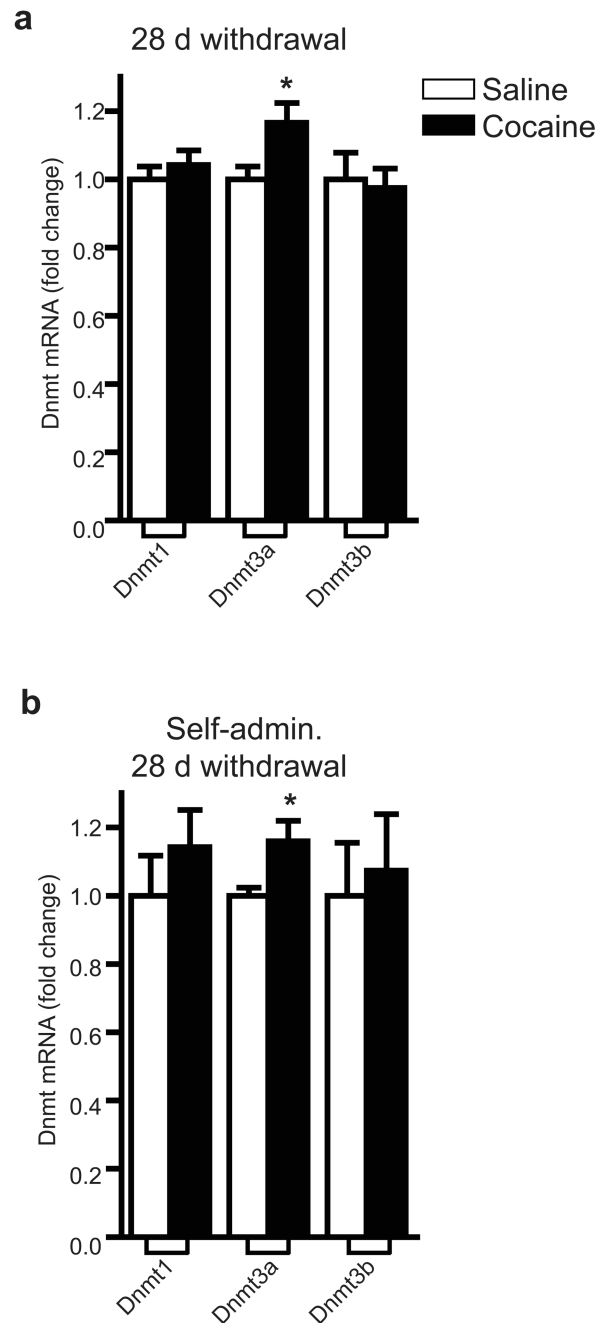 a
28 d withdrawal
*
Saline
Cocaine
Dnmt mRNA (fold change)
1.2
1.0
0.8
0.6
0.4
0.2
0.0
Dnmt1
Dnmt3a
Dnmt3b
b
Self-admin.
28 d withdrawal
*
Dnmt mRNA (fold change)
1.2
1.0
0.8
0.6
0.4
0.2
0.0
Dnmt1
Dnmt3a
Dnmt3b